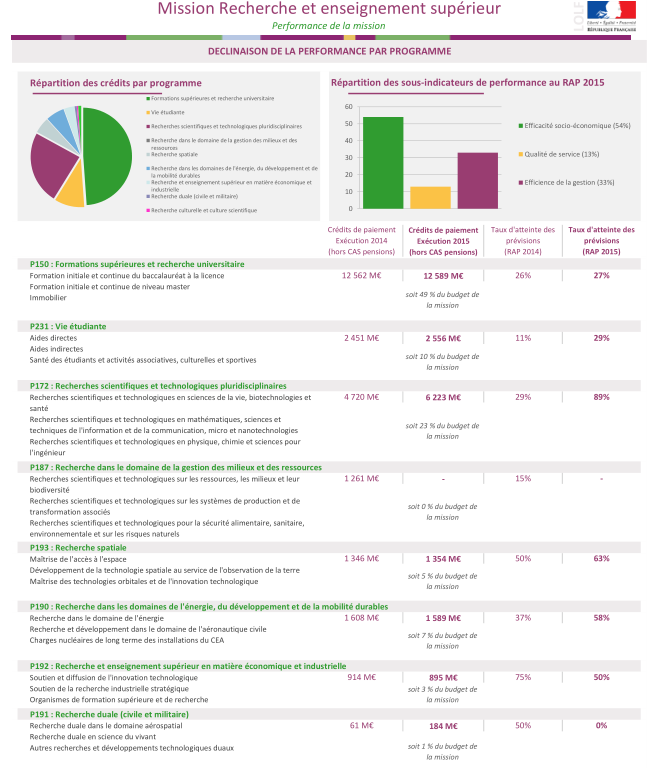 Mission Recherche et enseignement supérieur
Performance de la mission
LOLF
Liberté • Égalité • Fraternité
RÉPUBLIQUE FRANÇAISE
DECLINAISON DE LA PERFORMANCE PAR PROGRAMME
Répartition des crédits par programme
Formations supérieures et recherche universitaire
Vie étudiante
Recherches scientifiques et technologiques pluridisciplinaires
Recherche dans le domaine de la gestion des milieux et des
ressources
Recherche spatiale
Recherche dans les domaines de l'énergie, du développement et de
la mobilité durables
Recherche et enseignement supérieur en matière économique et
industrielle
Recherche duale (civile et militaire)
Recherche culturelle et culture scientifique
Répartition des sous-indicateurs de performance au RAP 2015
60
50
40
30
20
10
0
Efficacité socio-économique (54%)
Qualité de service (13%)
Efficience de la gestion (33%)
Crédits de paiement Crédits de paiement Taux d'atteinte des Taux d'atteinte des
Exécution 2014 Exécution 2015 prévisions prévisions
(hors CAS pensions) (hors CAS pensions) (RAP 2014) (RAP 2015)
P150 : Formations supérieures et recherche universitaire
Formation initiale et continue du baccalauréat à la licence 12 562 M€ 12 589 M€ 26% 27%
Formation initiale et continue de niveau master
Immobilier
soit 49 % du budget de
la mission
P231 : Vie étudiante
Aides directes 2 451 M€ 2 556 M€ 11% 29%
Aides indirectes
Santé des étudiants et activités associatives, culturelles et sportives
soit 10 % du budget de
la mission
P172 : Recherches scientifiques et technologiques pluridisciplinaires
Recherches scientifiques et technologiques en sciences de la vie, biotechnologies et 4 720 M€ 6 223 M€ 29% 89%
santé
Recherches scientifiques et technologiques en mathématiques, sciences et
techniques de l'information et de la communication, micro et nanotechnologies
Recherches scientifiques et technologiques en physique, chimie et sciences pour
l'ingénieur
soit 23 % du budget de
la mission
P187 : Recherche dans le domaine de la gestion des milieux et des ressources
Recherches scientifiques et technologiques sur les ressources, les milieux et leur 1 261 M€ - 15% -
biodiversité
Recherches scientifiques et technologiques sur les systèmes de production et de
transformation associés
Recherches scientifiques et technologiques pour la sécurité alimentaire, sanitaire,
environnementale et sur les risques naturels
soit 0 % du budget de
la mission
P193 : Recherche spatiale
Maîtrise de l'accès à l'espace 1 346 M€ 1 354 M€ 50% 63%
Développement de la technologie spatiale au service de l'observation de la terre
Maîtrise des technologies orbitales et de l'innovation technologique
soit 5 % du budget de
la mission
P190 : Recherche dans les domaines de l'énergie, du développement et de la mobilité durables
Recherche dans le domaine de l'énergie 1 608 M€ 1 589 M€ 37% 58%
Recherche et développement dans le domaine de l'aéronautique civile
Charges nucléaires de long terme des installations du CEA
soit 7 % du budget de
la mission
P192 : Recherche et enseignement supérieur en matière économique et industrielle
Soutien et diffusion de l'innovation technologique 914 M€ 895 M€ 75% 50%
Soutien de la recherche industrielle stratégique
Organismes de formation supérieure et de recherche
soit 3 % du budget de
la mission
P191 : Recherche duale (civile et militaire)
Recherche duale dans le domaine aérospatial 61 M€ 184 M€ 50% 0%
Recherche duale en science du vivant
Autres recherches et développements technologiques duaux
soit 1 % du budget de
la mission